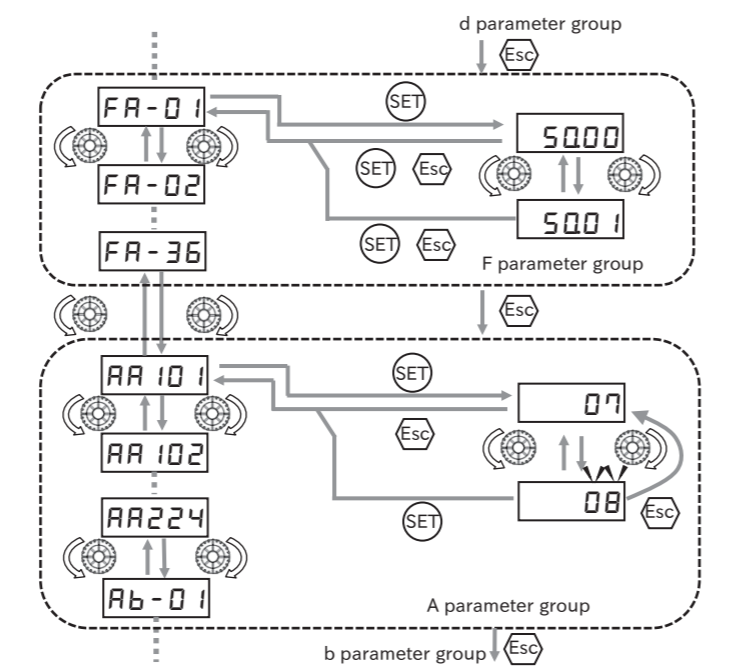 d parameter group
Esc
FA-01
SET
50.00
SET Esc
FA-02
50.01
SET Esc
FA-36
F parameter group
Esc
AA101
SET
07
Esc
AA102
08
Esc
SET
AA224
Ab-01
A parameter group
b parameter group Esc